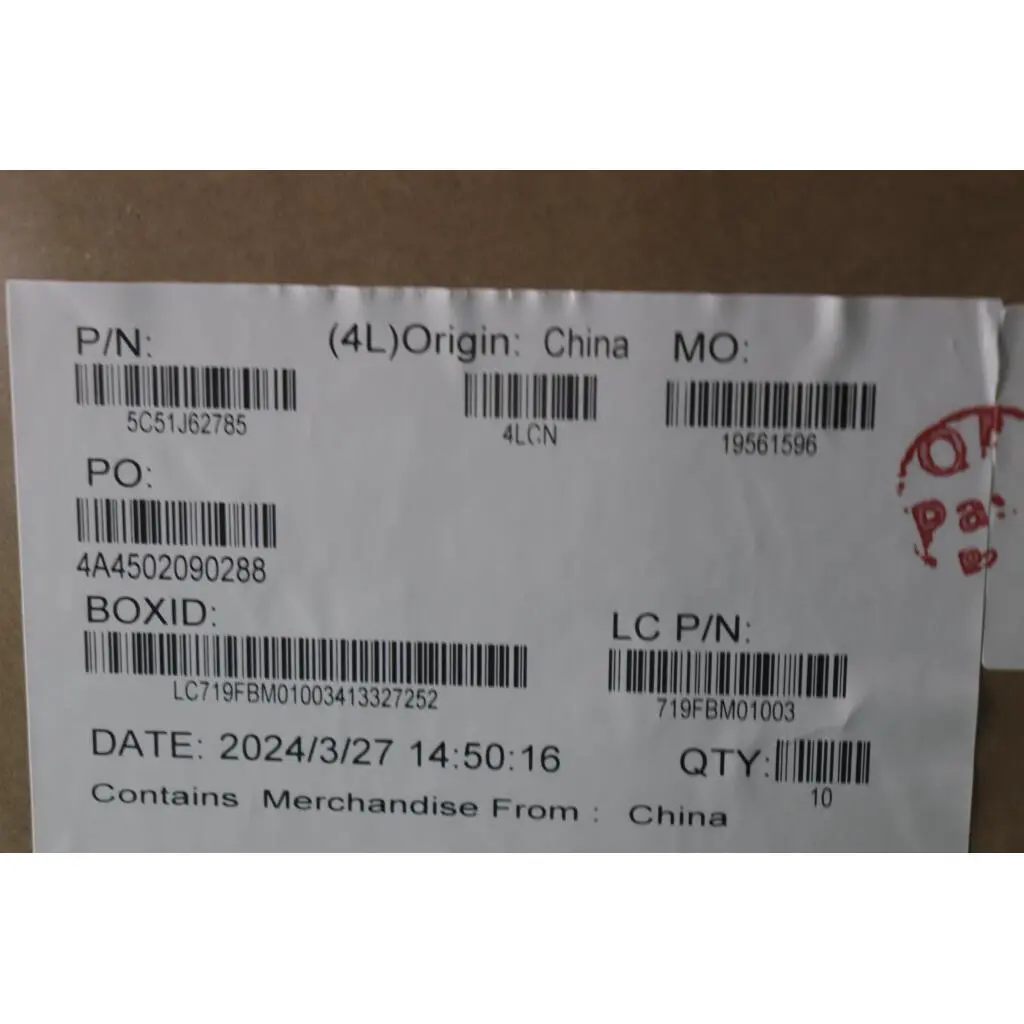 P/N: (4L)Origin: China MO:
5C51J62785 4LCN 19561596
PO:
4A4502090288
BOXID: LC P/N:
LC719FBM01003413327252 719FBM01003
DATE: 2024/3/27 14:50:16 QTY:
10
Contains Merchandise From : China